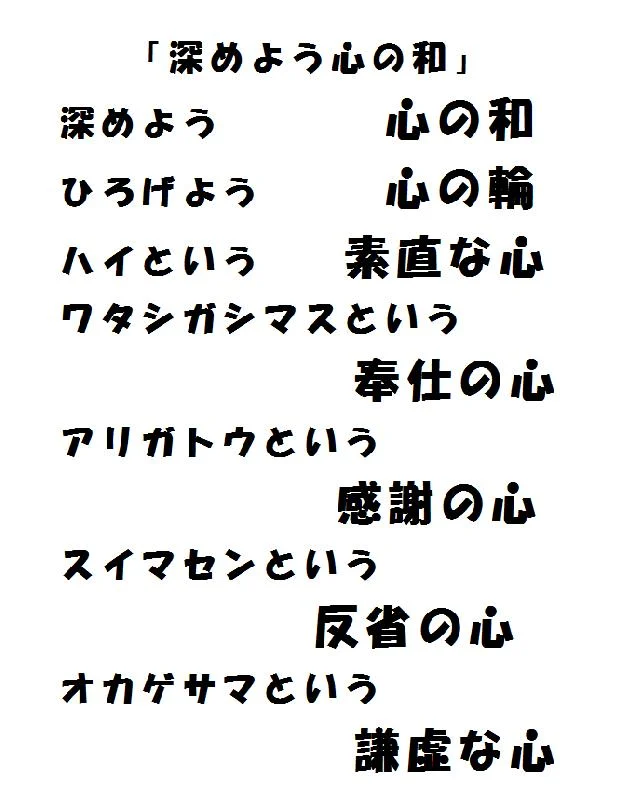 「深めよう心の和」
深めよう 心の和
ひろげよう 心の輪
ハイという 素直な心
ワタシガシマスという
奉仕の心
アリガトウという
感謝の心
スイマセンという
反省の心
オカゲサマという
謙虚な心